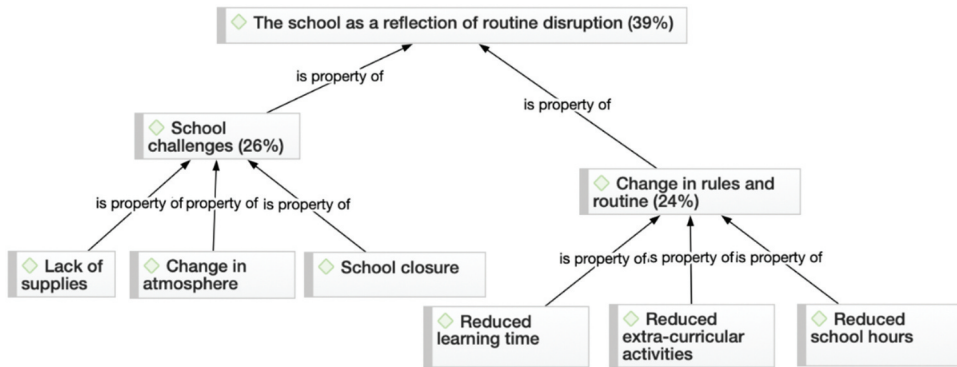 The school as a reflection of routine disruption (39%)
is property of
is property of
School
challenges (26%)
Change in rules and
routine (24%)
is property of property of is property of
Lack of
supplies
Change in
atmosphere
School closure
is property of is property of is property of
Reduced
learning time
Reduced
extra-curricular
activities
Reduced
school hours